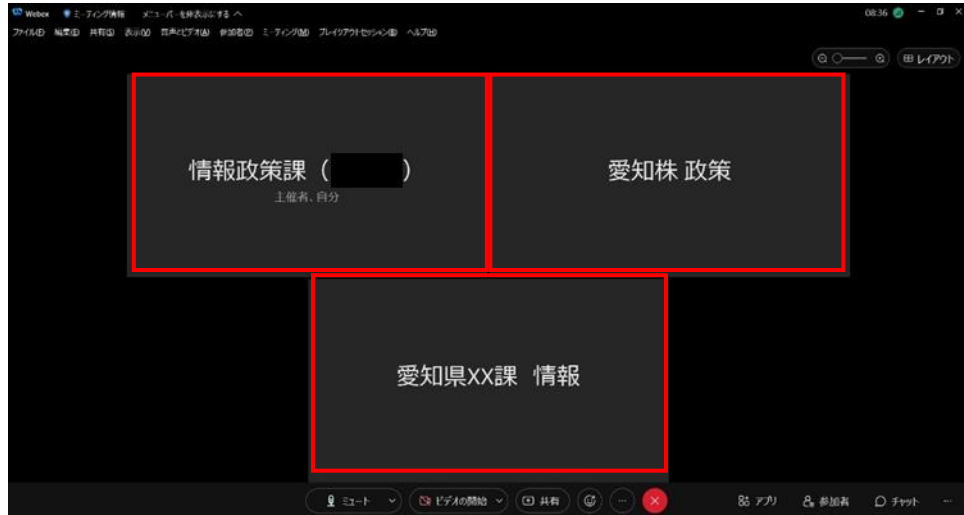 Webex ミーティング情報 メニューバーを非表示にする へ 08:36
ファイル(F) 編集(E) 共有(S) 表示(V) 音声とビデオ(A) 参加者(P) ミーティング(M) ブレイクアウトセッション(B) ヘルプ(H)
レイアウト
情報政策課（ ）
主催者、自分
愛知株 政策
愛知県XX課 情報
ミュート ビデオの開始 共有 アプリ 参加者 チャット